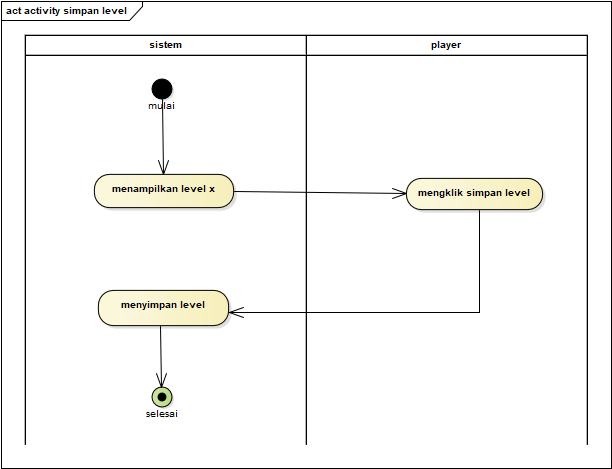 act activity simpan level
sistem
player
mulai
menampilkan level x
mengklik simpan level
menyimpan level
selesai